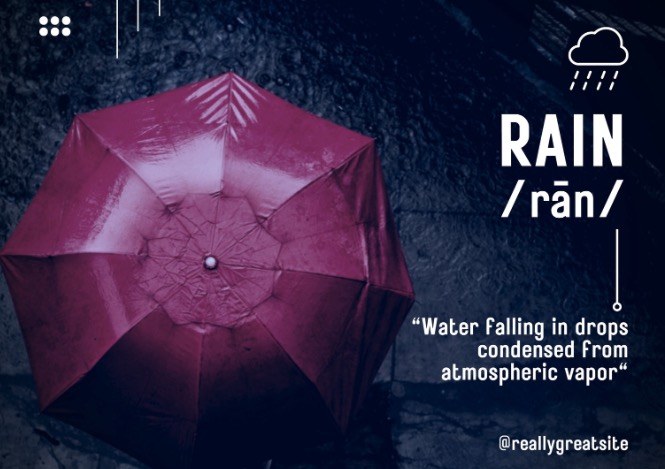 RAIN
/rān/
“Water falling in drops
condensed from
atmospheric vapor“
@reallygreatsite